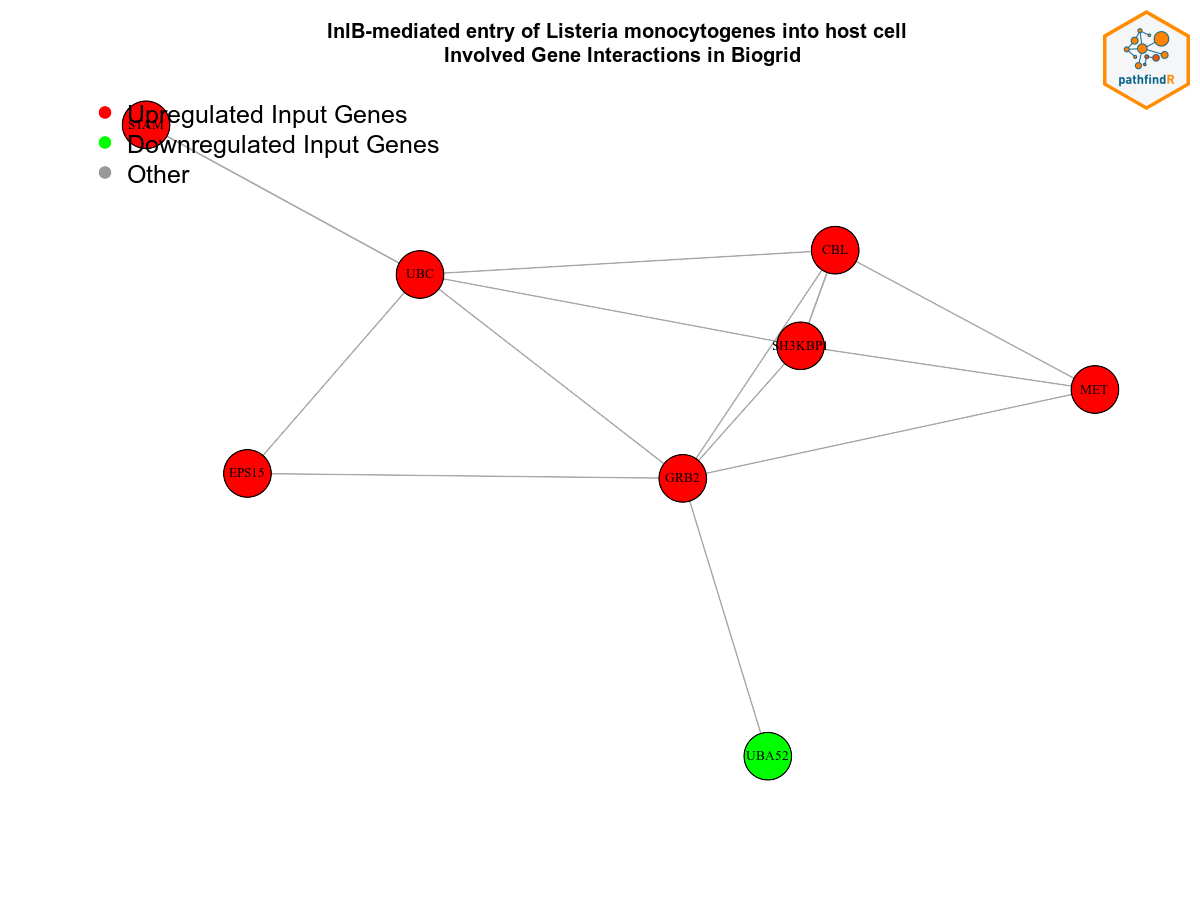 InlB-mediated entry of Listeria monocytogenes into host cell
Involved Gene Interactions in Biogrid
pathfindR
Upregulated Input Genes
STAM
Downregulated Input Genes
Other
CBL
UBC
SH3KBP1
MET
EPS15
GRB2
UBA52